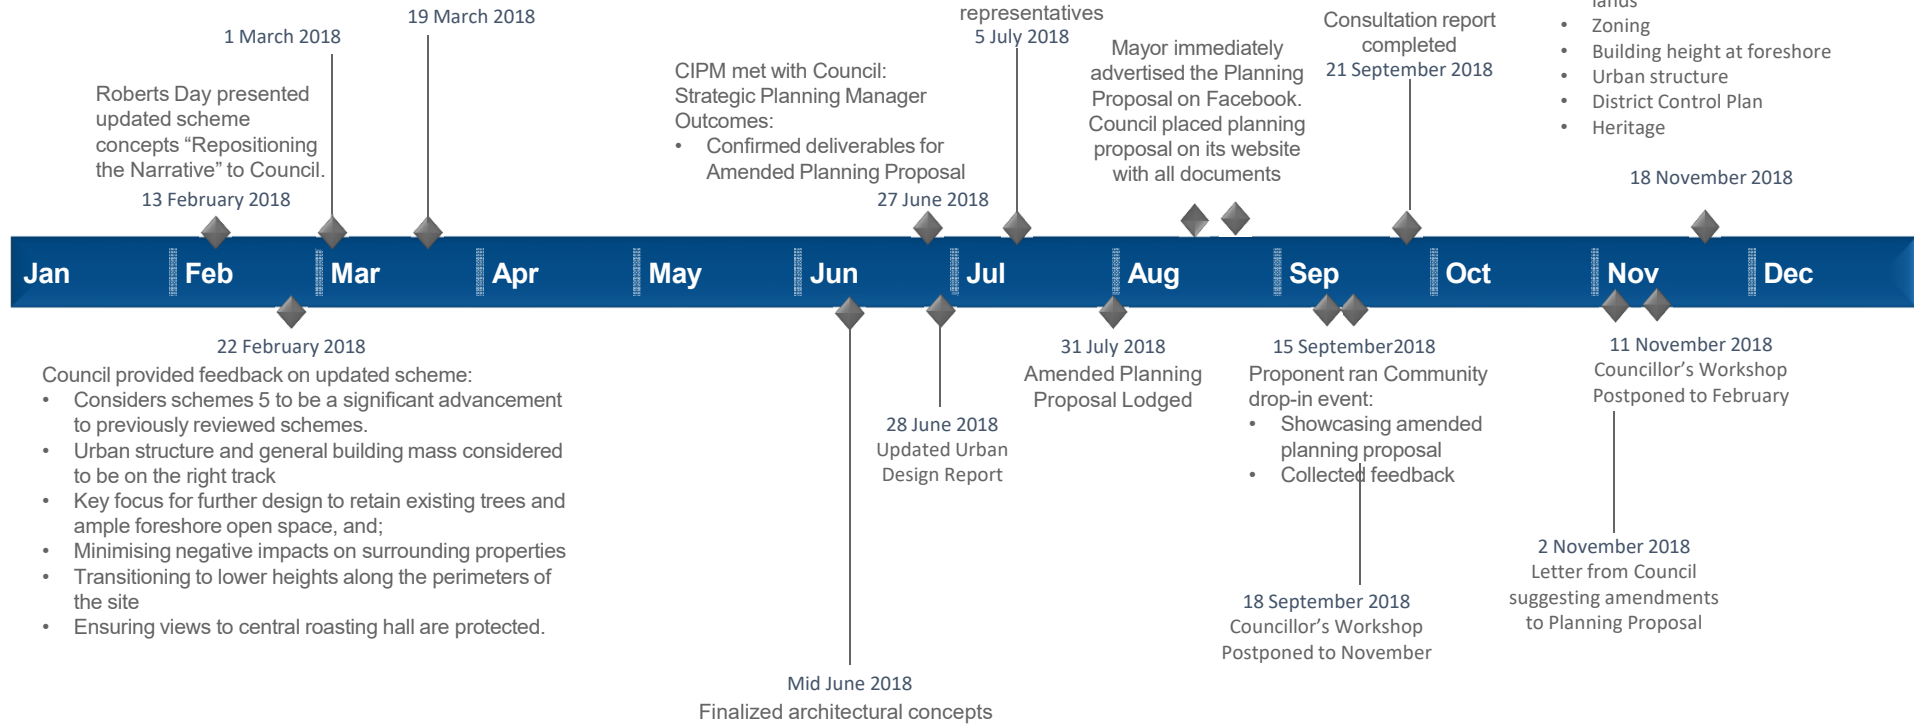 19 March 2018
1 March 2018
Roberts Day presented
updated scheme
concepts “Repositioning
the Narrative” to Council.
13 February 2018
CIPM met with Council:
Strategic Planning Manager
Outcomes:
• Confirmed deliverables for
Amended Planning Proposal
27 June 2018
representatives
5 July 2018
Mayor immediately
advertised the Planning
Proposal on Facebook.
Council placed planning
proposal on its website
with all documents
Consultation report
completed
21 September 2018
lands
• Zoning
• Building height at foreshore
• Urban structure
• District Control Plan
• Heritage
18 November 2018
Jan Feb Mar Apr May Jun Jul Aug Sep Oct Nov Dec
22 February 2018
Council provided feedback on updated scheme:
• Considers schemes 5 to be a significant advancement
to previously reviewed schemes.
• Urban structure and general building mass considered
to be on the right track
• Key focus for further design to retain existing trees and
ample foreshore open space, and;
• Minimising negative impacts on surrounding properties
• Transitioning to lower heights along the perimeters of
the site
• Ensuring views to central roasting hall are protected.
Mid June 2018
Finalized architectural concepts
28 June 2018
Updated Urban
Design Report
31 July 2018
Amended Planning
Proposal Lodged
15 September2018
Proponent ran Community
drop-in event:
• Showcasing amended
planning proposal
• Collected feedback
18 September 2018
Councillor’s Workshop
Postponed to November
11 November 2018
Councillor’s Workshop
Postponed to February
2 November 2018
Letter from Council
suggesting amendments
to Planning Proposal